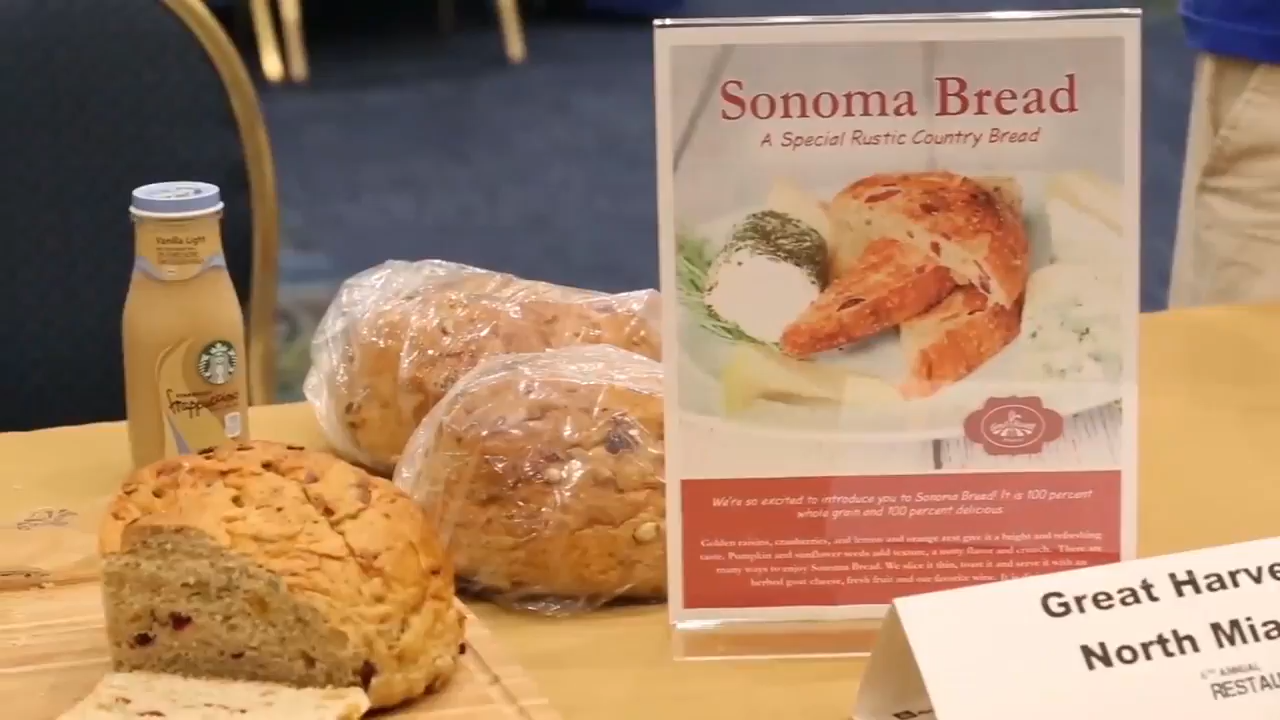 Sonoma Bread
A Special Rustic Country Bread
Vanilla Light
frappuccino
We're so excited to introduce you to Sonoma Bread! It is 100 percent
whole grain and 100 percent delicious.
Golden raisins, cranberries, and lemon and orange zest give it a bright and refreshing
taste. Pumpkin and sunflower seeds add texture, a nutty flavor and crunch. There are
many ways to enjoy Sonoma Bread. We slice it thin, toast it and serve it with an
herbed goat cheese, fresh fruit and our favorite wine. It is
Great Harve
North Mia
ANNUAL
RESTAU